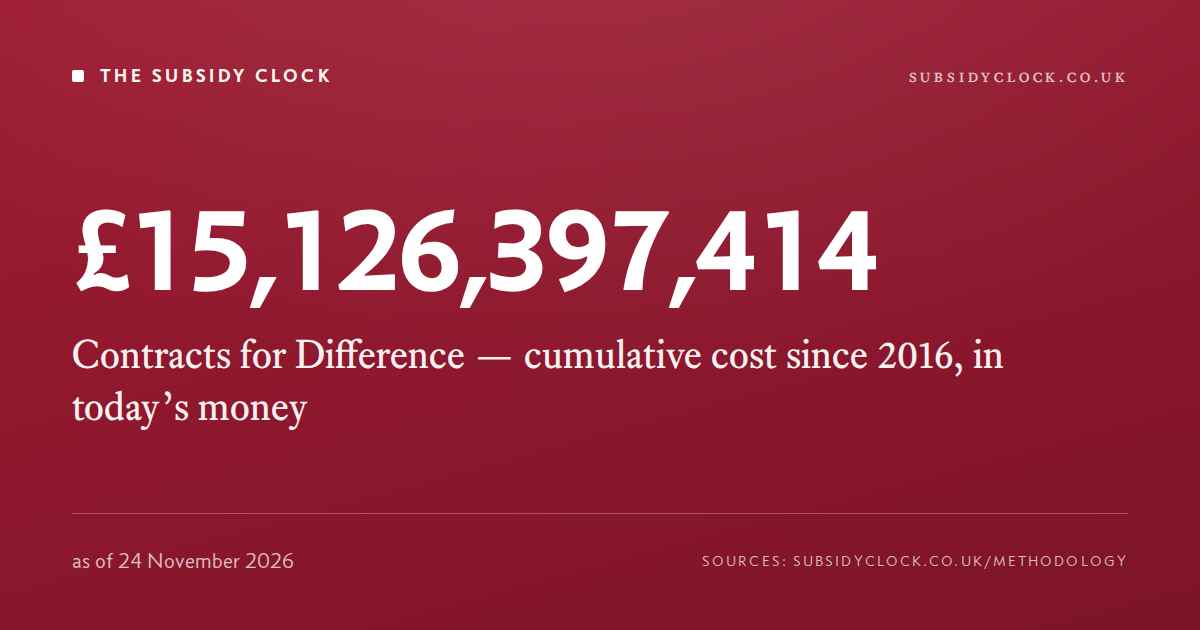 THE SUBSIDY CLOCK
SUBSIDYCLOCK.CO.UK
£15,126,397,414
Contracts for Difference — cumulative cost since 2016, in
today’s money
as of 24 November 2026
SOURCES: SUBSIDYCLOCK.CO.UK/METHODOLOGY